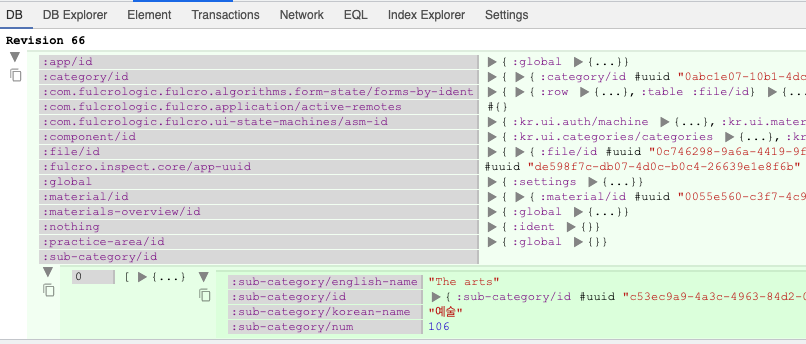 DB DB Explorer Element Transactions Network EQL Index Explorer Settings
Revision 66
:app/id { :global {...}}
:category/id { { :category/id #uuid "0abc1e07-10b1-4dc
:com.fulcrologic.fulcro.algorithms.form-state/forms-by-ident { { :row {...}, :table :file/id}
:com.fulcrologic.fulcro.application/active-remotes #{}
:com.fulcrologic.fulcro.ui-state-machines/asm-id { :kr.ui.auth/machine {...}, :kr.ui.mater
:component/id { :kr.ui.categories/categories {...}, :k
:file/id { { :file/id #uuid "0c746298-9a6a-4419-9f
:fulcro.inspect.core/app-uuid #uuid "de598f7c-db07-4d0c-b0c4-26639e1e8f6b"
:global { :settings {...}}
:material/id { { :material/id #uuid "0055e560-c3f7-4c9
:materials-overview/id { :global {...}}
:nothing { :ident {}}
:practice-area/id { :global {}}
:sub-category/id
0 [ {...}
:sub-category/english-name "The arts"
:sub-category/id { :sub-category/id #uuid "c53ec9a9-4a3c-4963-84d2-
:sub-category/korean-name "예술"
:sub-category/num 106